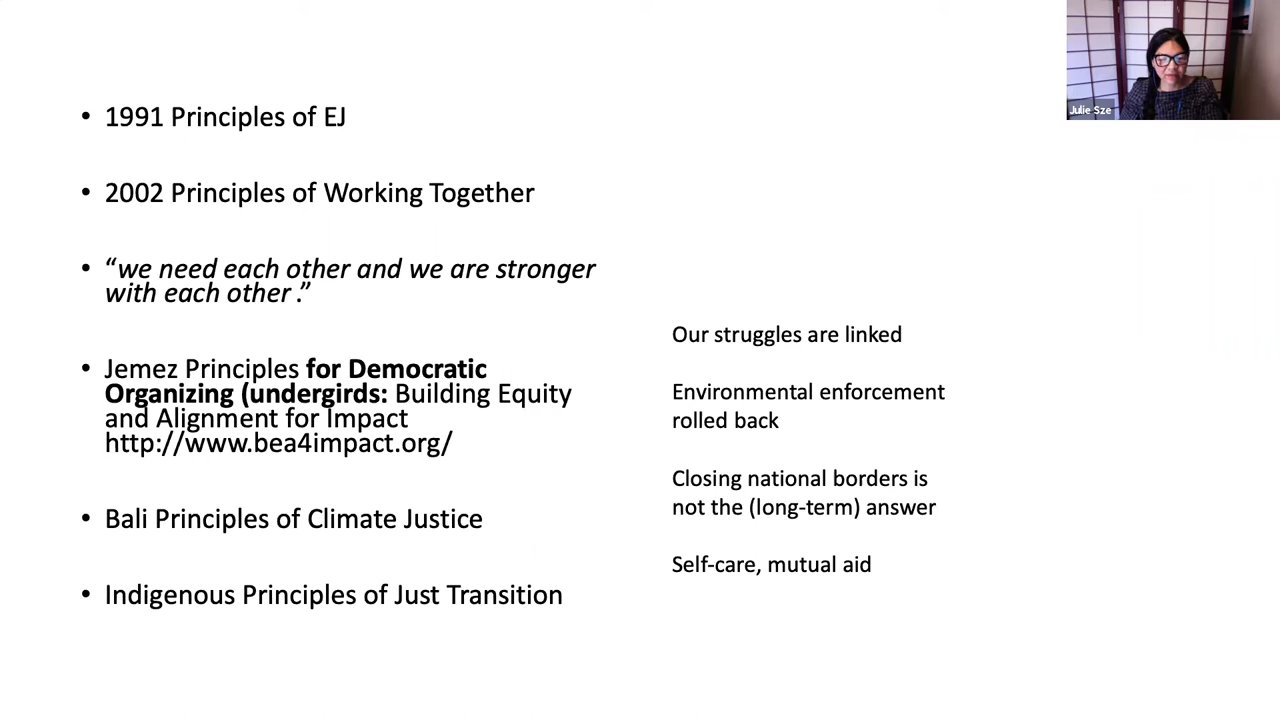 • 1991 Principles of EJ
• 2002 Principles of Working Together
• “we need each other and we are stronger
with each other .”
• Jemez Principles for Democratic
Organizing (undergirds: Building Equity
and Alignment for Impact
http://www.bea4impact.org/
• Bali Principles of Climate Justice
• Indigenous Principles of Just Transition
Our struggles are linked
Environmental enforcement
rolled back
Closing national borders is
not the (long-term) answer
Self-care, mutual aid
Julie Sze